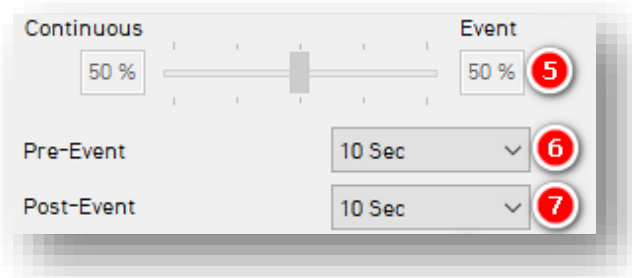 Continuous Event
50 % 50 % 5
Pre-Event 10 Sec 6
Post-Event 10 Sec 7